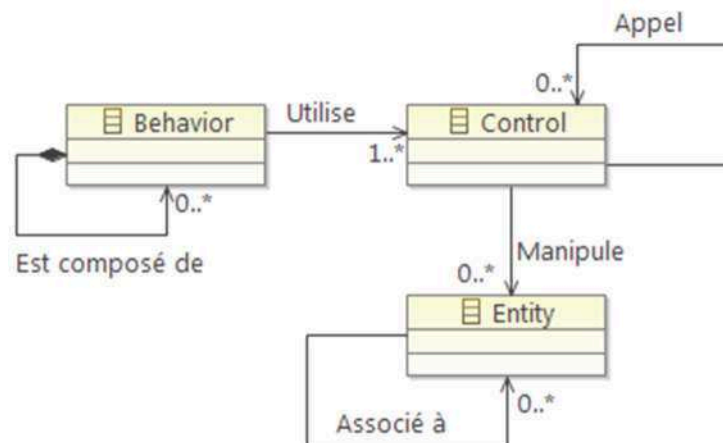 Appel
0..*
Behavior
Utilise
1..*
Control
0..*
Est composé de
Manipule
0..*
Entity
Associé à
0..*